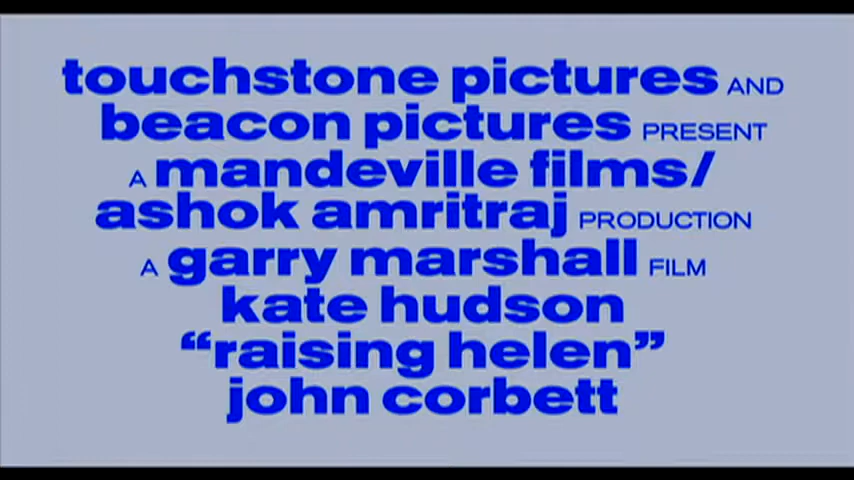 touchstone pictures AND
beacon pictures PRESENT
A mandeville films/
ashok amritraj PRODUCTION
A garry marshall FILM
kate hudson
“raising helen”
john corbett